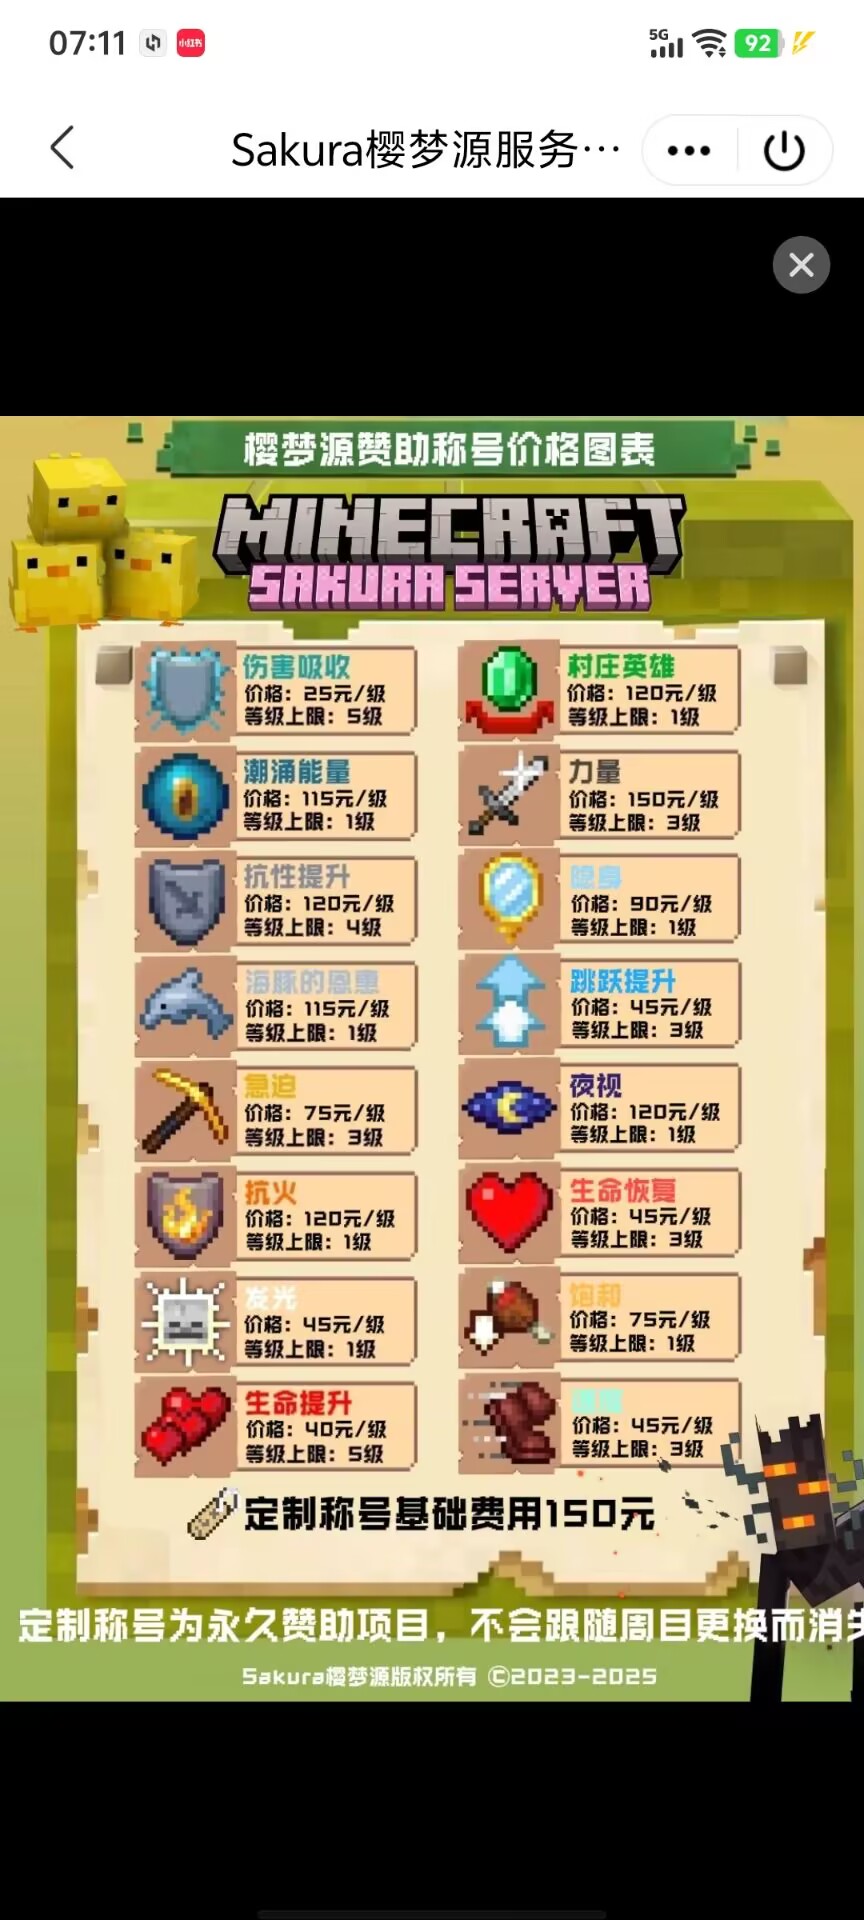 07:11
小红书
5G
92
Sakura樱梦源服务…
樱梦源赞助称号价格图表
MINECRAFT
SAKURA SERVER
伤害吸收
价格：25元/级
等级上限：5级
村庄英雄
价格：120元/级
等级上限：1级
潮涌能量
价格：115元/级
等级上限：1级
力量
价格：150元/级
等级上限：3级
抗性提升
价格：120元/级
等级上限：4级
隐身
价格：90元/级
等级上限：1级
海豚的恩惠
价格：115元/级
等级上限：1级
跳跃提升
价格：45元/级
等级上限：3级
急迫
价格：75元/级
等级上限：3级
夜视
价格：120元/级
等级上限：1级
抗火
价格：120元/级
等级上限：1级
生命恢复
价格：45元/级
等级上限：3级
发光
价格：45元/级
等级上限：1级
饱和
价格：75元/级
等级上限：1级
生命提升
价格：40元/级
等级上限：5级
速度
价格：45元/级
等级上限：3级
定制称号基础费用150元
定制称号为永久赞助项目，不会跟随周目更换而消失
Sakura樱梦源版权所有 ©2023-2025